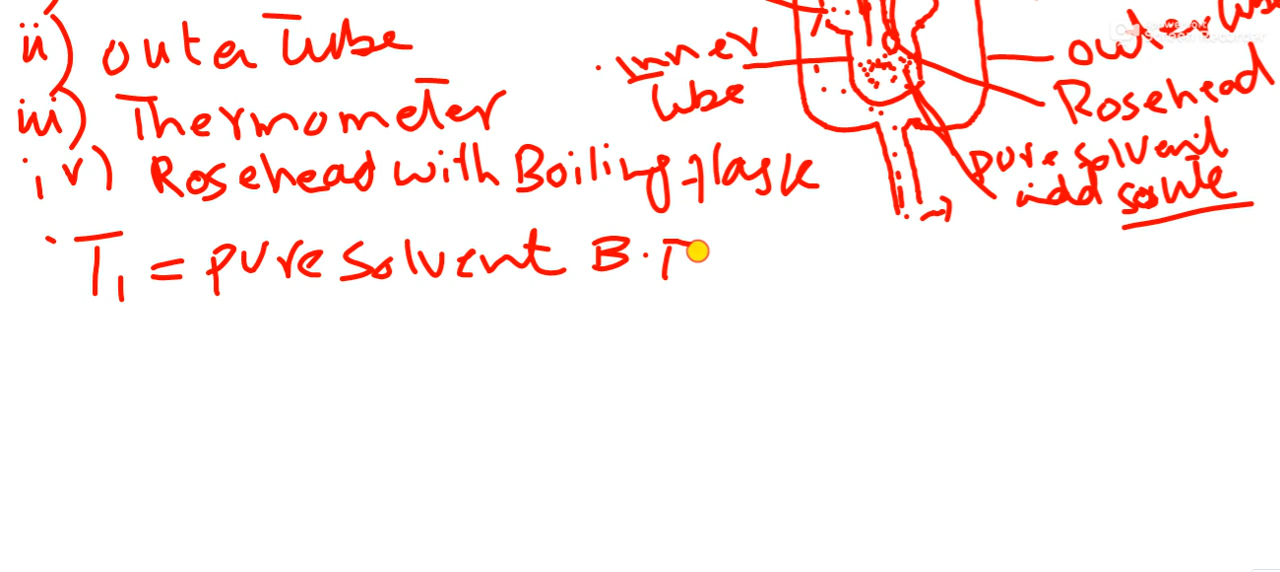 ii) outer Tube
iii) Thermometer
iv) Rosehead with Boiling flask
T1 = pure solvent B.T
inner
Tube
Rosehead
pure solvent
add solute